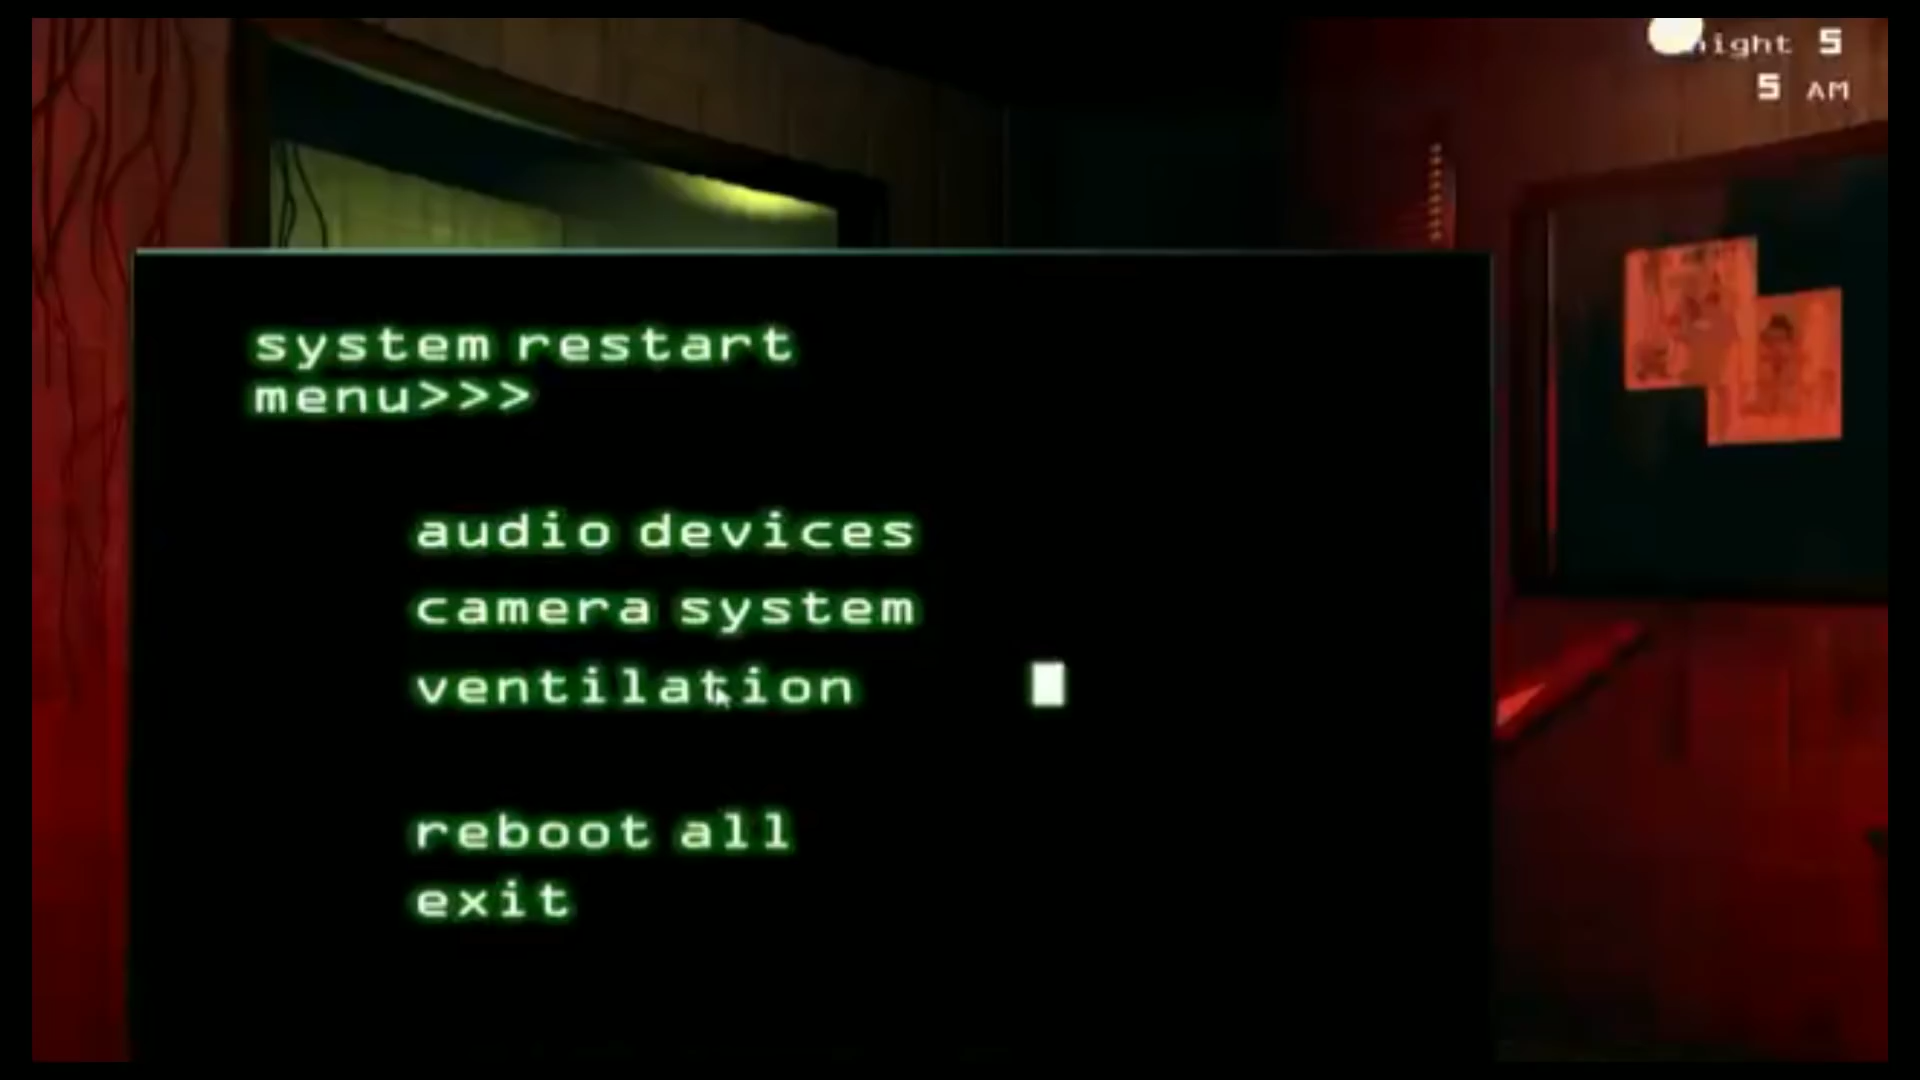 night 5
5 AM
system restart
menu>>>
audio devices
camera system
ventilation
reboot all
exit